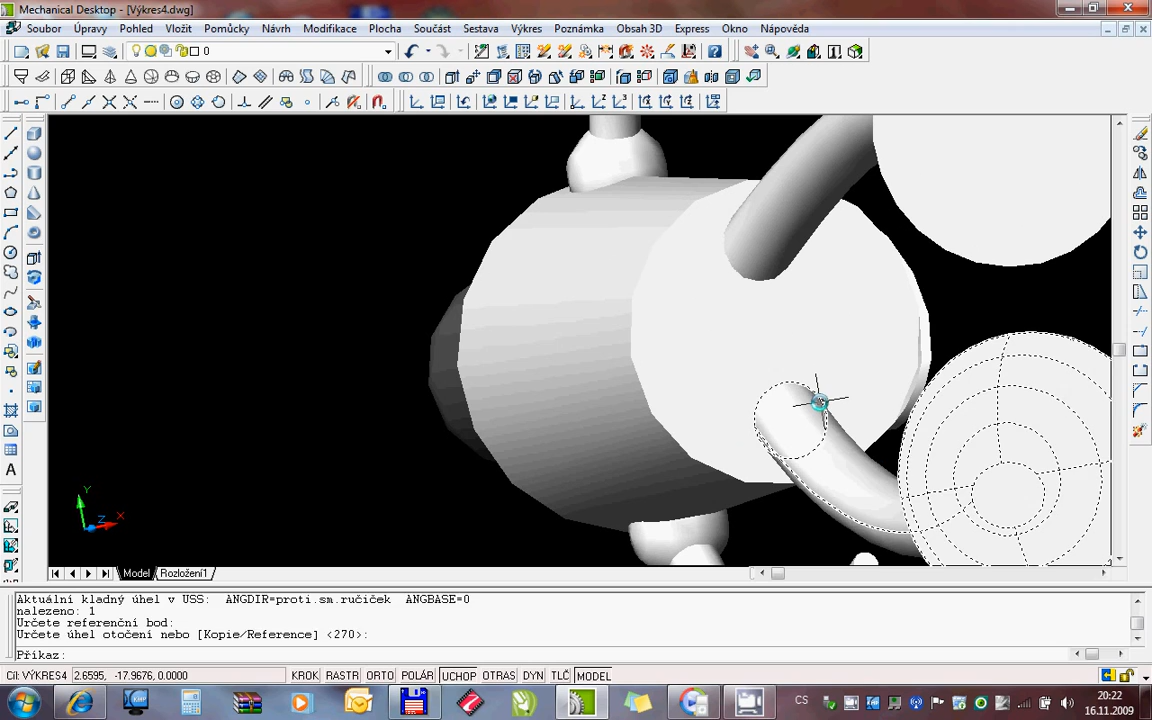 Mechanical Desktop - [Výkres4.dwg]
Soubor Úpravy Pohled Vložit Pomůcky Návrh Modifikace Plocha Součást Sestava Výkres Poznámka Obsah 3D Express Okno Nápověda
0
Y
Z X
Model Rozložení1
Aktuální kladný úhel v USS: ANGDIR=proti.sm.ručiček ANGBASE=0
nalezeno: 1
Určete referenční bod:
Určete úhel otočení nebo [Kopie/Reference] <270>:
Příkaz:
Cíl: VÝKRES4 2.6595, -17.9676, 0.0000 KROK RASTR ORTO POLÁR UCHOP OTRAS DYN TLČ MODEL
CS 20:22
16.11.2009